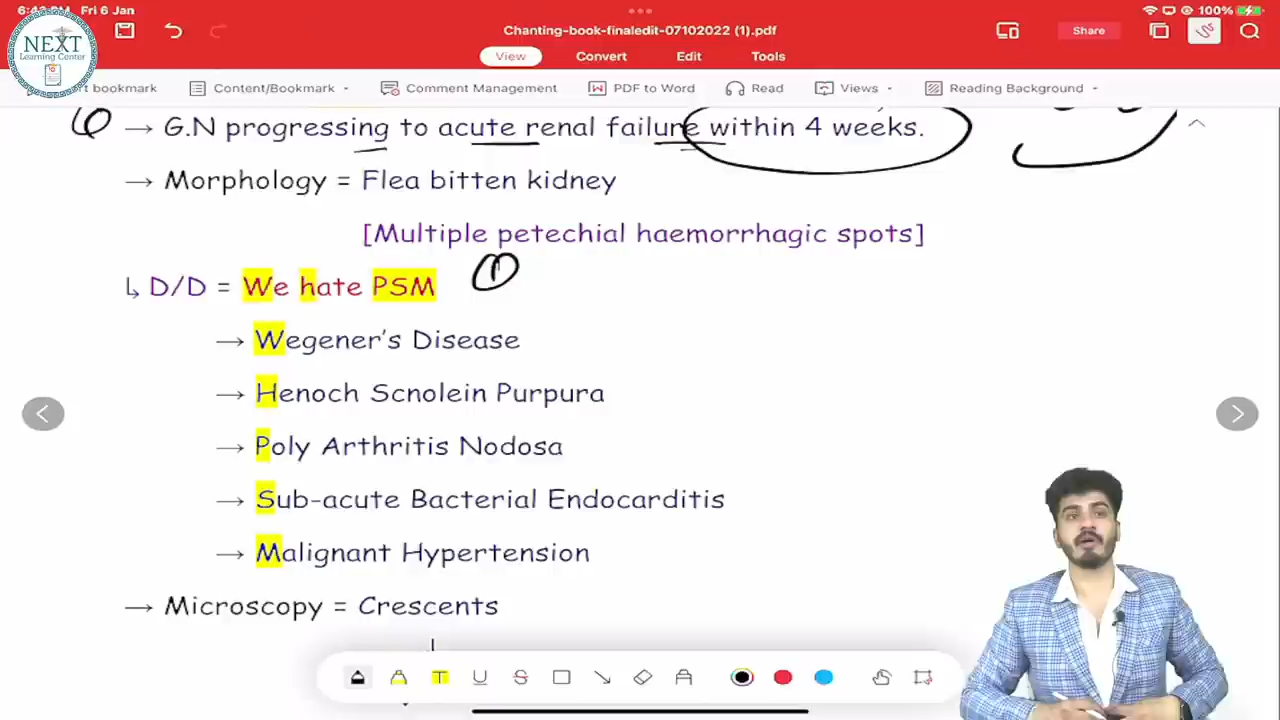 6:43 PM Fri 6 Jan
100%
NEXT
Learning Center
Chanting-book-finaledit-07102022 (1).pdf
Share
View Convert Edit Tools
bookmark Content/Bookmark Comment Management PDF to Word Read Views Reading Background
→ G.N progressing to acute renal failure within 4 weeks.
→ Morphology = Flea bitten kidney
[Multiple petechial haemorrhagic spots]
↳ D/D = We hate PSM ①
→ Wegener's Disease
→ Henoch Scnolein Purpura
→ Poly Arthritis Nodosa
→ Sub-acute Bacterial Endocarditis
→ Malignant Hypertension
→ Microscopy = Crescents